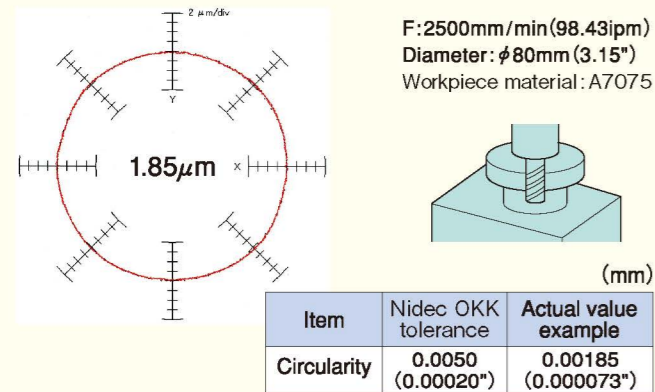 2 μm/div
Y
X
1.85μm
F:2500mm/min(98.43ipm)
Diameter:ϕ80mm(3.15")
Workpiece material:A7075
(mm)
Item
Nidec OKK
tolerance
Actual value
example
Circularity
0.0050
(0.00020")
0.00185
(0.000073")